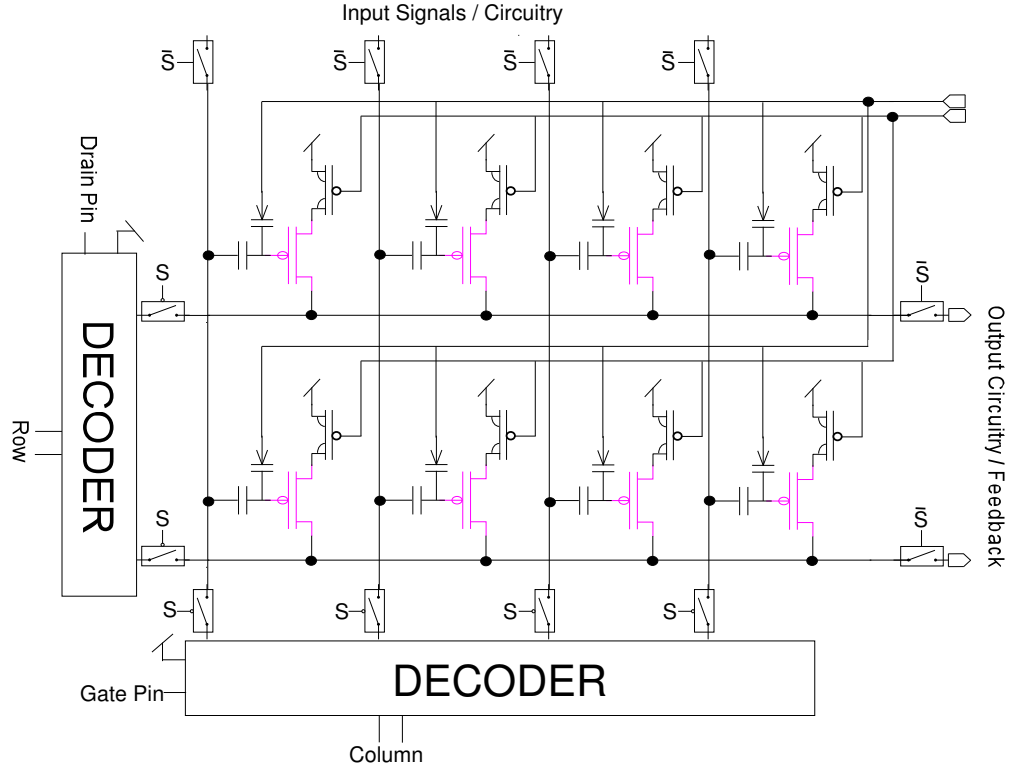 Input Signals / Circuitry
S̅
S̅
S̅
S̅
Drain Pin
S
S̅
DECODER
Output Circuitry / Feedback
Row
S
S̅
S
S
S
S
DECODER
Gate Pin
Column